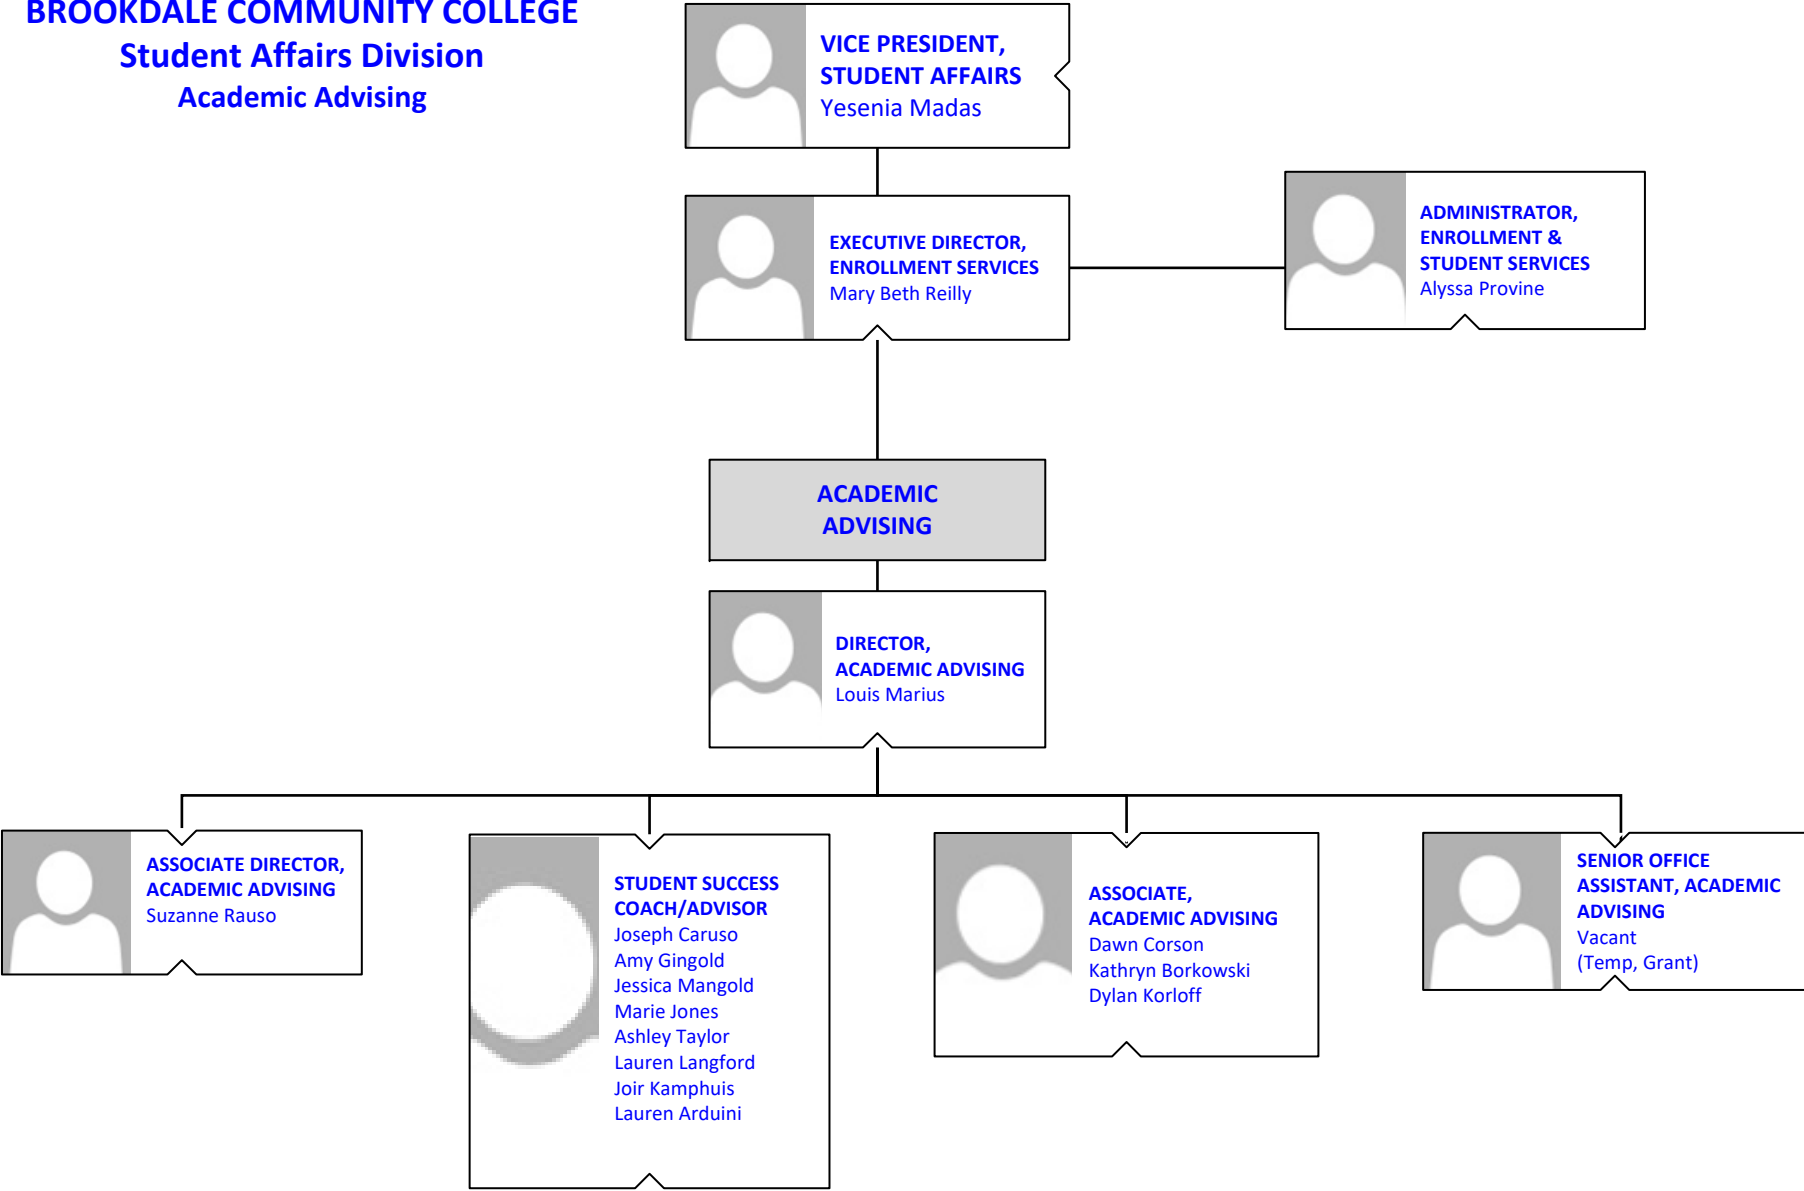 BROOKDALE COMMUNITY COLLEGE
Student Affairs Division
Academic Advising
VICE PRESIDENT,
STUDENT AFFAIRS
Yesenia Madas
EXECUTIVE DIRECTOR,
ENROLLMENT SERVICES
Mary Beth Reilly
ADMINISTRATOR,
ENROLLMENT &
STUDENT SERVICES
Alyssa Provine
ACADEMIC
ADVISING
DIRECTOR,
ACADEMIC ADVISING
Louis Marius
ASSOCIATE DIRECTOR,
ACADEMIC ADVISING
Suzanne Rauso
STUDENT SUCCESS
COACH/ADVISOR
Joseph Caruso
Amy Gingold
Jessica Mangold
Marie Jones
Ashley Taylor
Lauren Langford
Joir Kamphuis
Lauren Arduini
ASSOCIATE,
ACADEMIC ADVISING
Dawn Corson
Kathryn Borkowski
Dylan Korloff
SENIOR OFFICE
ASSISTANT, ACADEMIC
ADVISING
Vacant
(Temp, Grant)